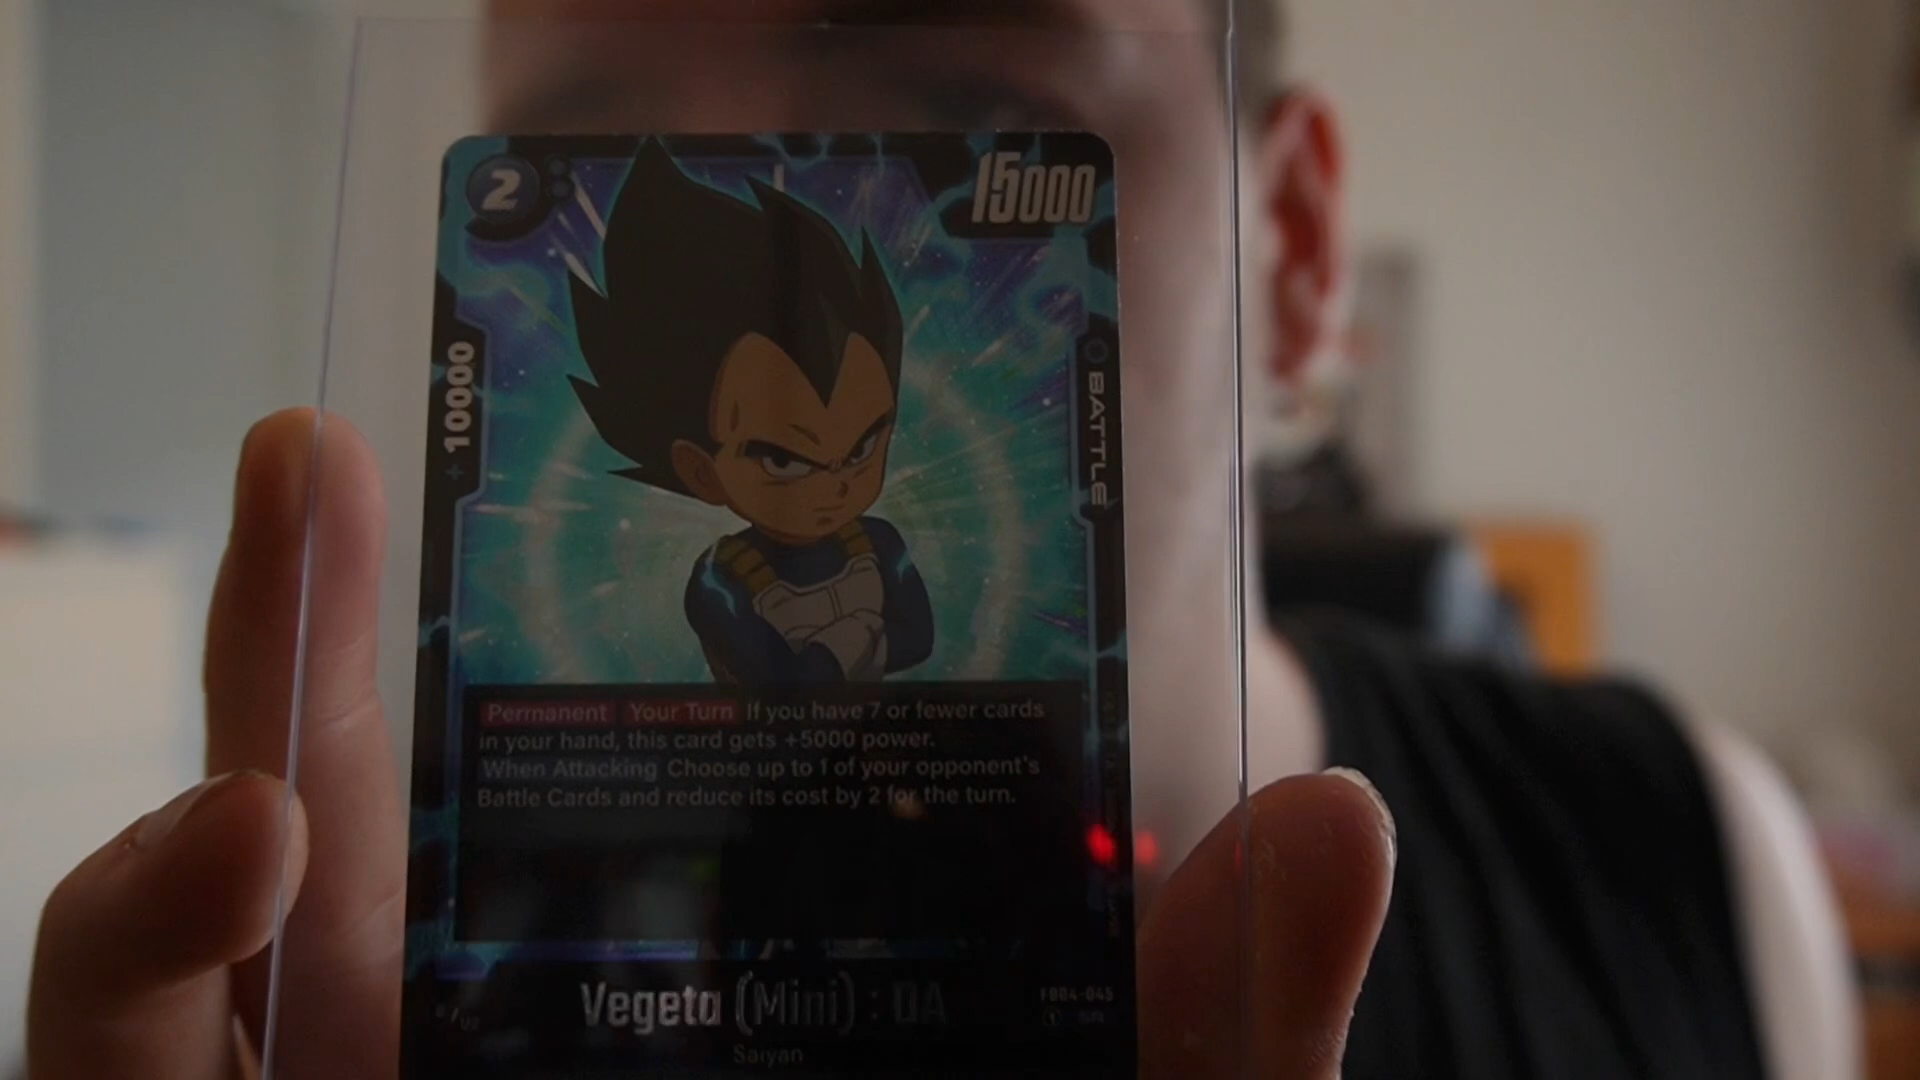 2
15000
+10000
BATTLE
Permanent Your Turn If you have 7 or fewer cards
in your hand, this card gets +5000 power.
When Attacking Choose up to 1 of your opponent's
Battle Cards and reduce its cost by 2 for the turn.
Vegeta (Mini) : DA
FB04-045
Saiyan